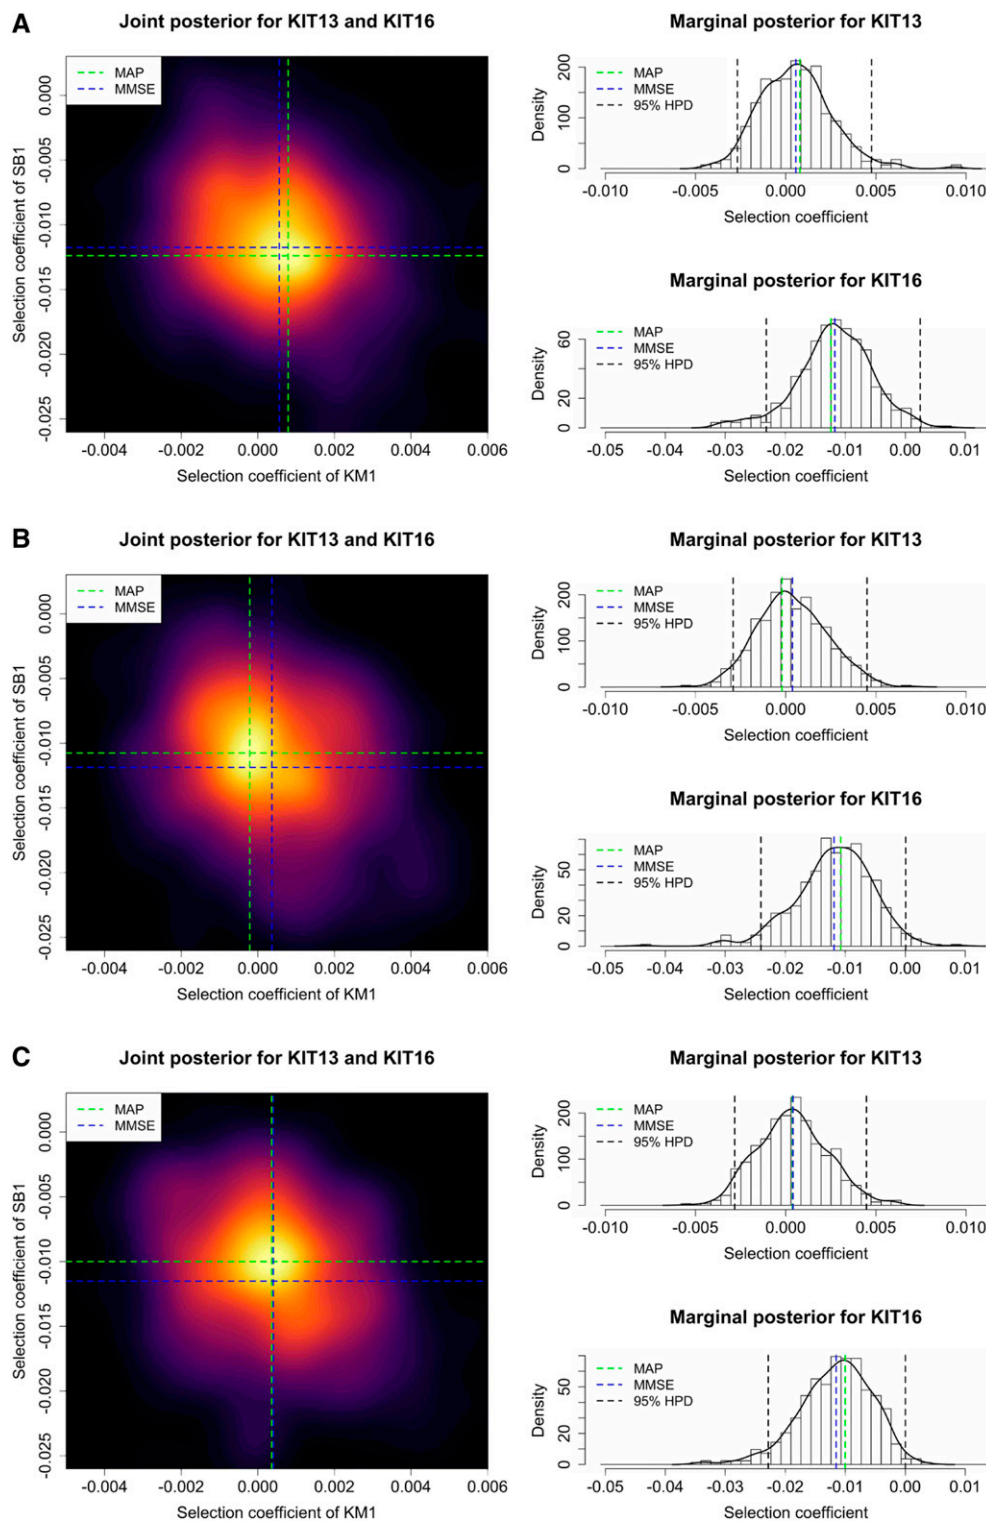 A
Joint posterior for KIT13 and KIT16
MAP
MMSE
0.000
-0.005
-0.010
-0.015
-0.020
-0.025
Selection coefficient of SB1
-0.004 -0.002 0.000 0.002 0.004 0.006
Selection coefficient of KM1
Marginal posterior for KIT13
MAP
MMSE
95% HPD
200
100
0
Density
-0.010 -0.005 0.000 0.005 0.010
Selection coefficient
Marginal posterior for KIT16
MAP
MMSE
95% HPD
60
20
0
Density
-0.05 -0.03 -0.02 -0.01 0.00 0.01
Selection coefficient
B
Joint posterior for KIT13 and KIT16
MAP
MMSE
0.000
-0.005
-0.010
-0.015
-0.020
-0.025
Selection coefficient of SB1
-0.004 -0.002 0.000 0.002 0.004 0.006
Selection coefficient of KM1
Marginal posterior for KIT13
MAP
MMSE
95% HPD
200
100
0
Density
-0.010 -0.005 0.000 0.005 0.010
Selection coefficient
Marginal posterior for KIT16
MAP
MMSE
95% HPD
50
20
0
Density
-0.05 -0.03 -0.02 -0.01 0.00 0.01
Selection coefficient
C
Joint posterior for KIT13 and KIT16
MAP
MMSE
0.000
-0.005
-0.010
-0.015
-0.020
-0.025
Selection coefficient of SB1
-0.004 -0.002 0.000 0.002 0.004 0.006
Selection coefficient of KM1
Marginal posterior for KIT13
MAP
MMSE
95% HPD
200
100
0
Density
-0.010 -0.005 0.000 0.005 0.010
Selection coefficient
Marginal posterior for KIT16
MAP
MMSE
95% HPD
50
20
0
Density
-0.05 -0.03 -0.02 -0.01 0.00 0.01
Selection coefficient